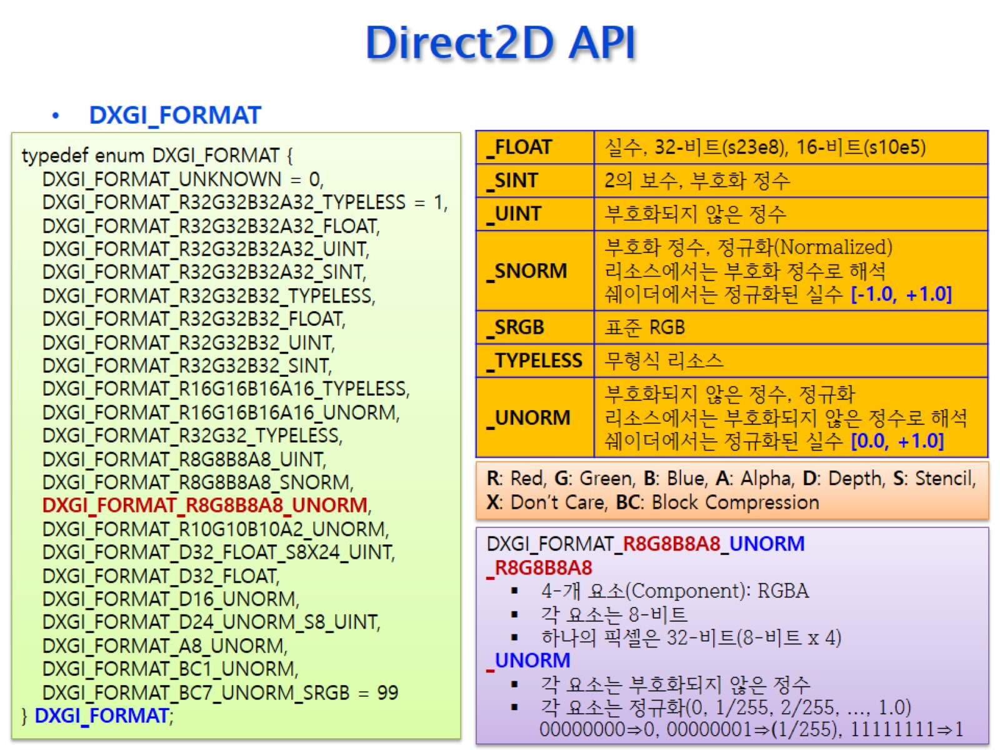 Direct2D API
• DXGI_FORMAT
typedef enum DXGI_FORMAT {
DXGI_FORMAT_UNKNOWN = 0,
DXGI_FORMAT_R32G32B32A32_TYPELESS = 1,
DXGI_FORMAT_R32G32B32A32_FLOAT,
DXGI_FORMAT_R32G32B32A32_UINT,
DXGI_FORMAT_R32G32B32A32_SINT,
DXGI_FORMAT_R32G32B32_TYPELESS,
DXGI_FORMAT_R32G32B32_FLOAT,
DXGI_FORMAT_R32G32B32_UINT,
DXGI_FORMAT_R32G32B32_SINT,
DXGI_FORMAT_R16G16B16A16_TYPELESS,
DXGI_FORMAT_R16G16B16A16_UNORM,
DXGI_FORMAT_R32G32_TYPELESS,
DXGI_FORMAT_R8G8B8A8_UINT,
DXGI_FORMAT_R8G8B8A8_SNORM,
DXGI_FORMAT_R8G8B8A8_UNORM,
DXGI_FORMAT_R10G10B10A2_UNORM,
DXGI_FORMAT_D32_FLOAT_S8X24_UINT,
DXGI_FORMAT_D32_FLOAT,
DXGI_FORMAT_D16_UNORM,
DXGI_FORMAT_D24_UNORM_S8_UINT,
DXGI_FORMAT_A8_UNORM,
DXGI_FORMAT_BC1_UNORM,
DXGI_FORMAT_BC7_UNORM_SRGB = 99
} DXGI_FORMAT;
_FLOAT 실수, 32-비트(s23e8), 16-비트(s10e5)
_SINT 2의 보수, 부호화 정수
_UINT 부호화되지 않은 정수
_SNORM 부호화 정수, 정규화(Normalized)
리소스에서는 부호화 정수로 해석
쉐이더에서는 정규화된 실수 [-1.0, +1.0]
_SRGB 표준 RGB
_TYPELESS 무형식 리소스
_UNORM 부호화되지 않은 정수, 정규화
리소스에서는 부호화되지 않은 정수로 해석
쉐이더에서는 정규화된 실수 [0.0, +1.0]
R: Red, G: Green, B: Blue, A: Alpha, D: Depth, S: Stencil,
X: Don't Care, BC: Block Compression
DXGI_FORMAT_R8G8B8A8_UNORM
_R8G8B8A8
▪ 4-개 요소(Component): RGBA
▪ 각 요소는 8-비트
▪ 하나의 픽셀은 32-비트(8-비트 x 4)
_UNORM
▪ 각 요소는 부호화되지 않은 정수
▪ 각 요소는 정규화(0, 1/255, 2/255, ..., 1.0)
00000000⇒0, 00000001⇒(1/255), 11111111⇒1